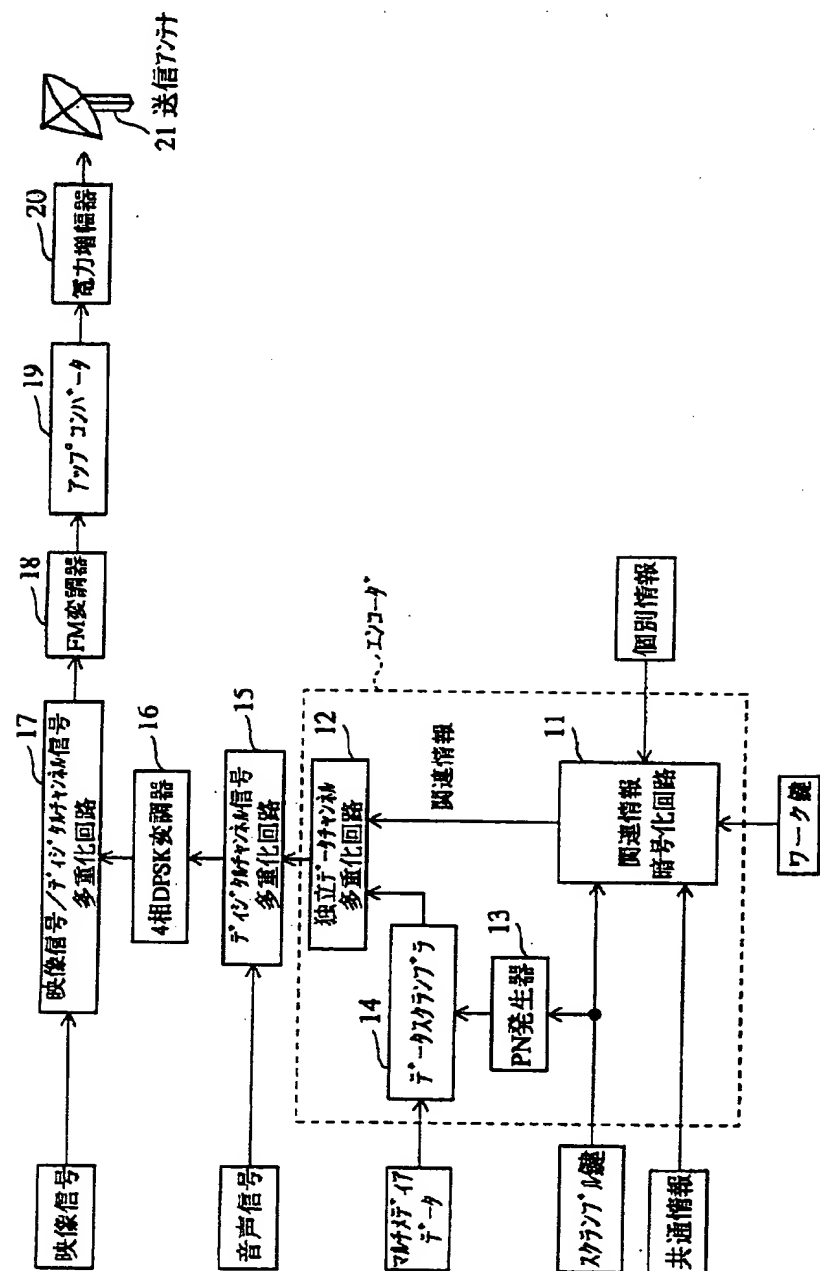 映像信号
17
映像信号/ディジタルチャンネル信号
多重化回路
18
FM変調器
19
アップコンバータ
20
電力増幅器
21 送信アンテナ
16
4相DPSK変調器
音声信号
15
ディジタルチャンネル信号
多重化回路
エンコーダ
12
独立データチャンネル
多重化回路
関連情報
マルチメディア
データ
14
データスクランブラ
13
PN発生器
11
関連情報
暗号化回路
個別情報
スクランブル鍵
共通情報
ワーク鍵